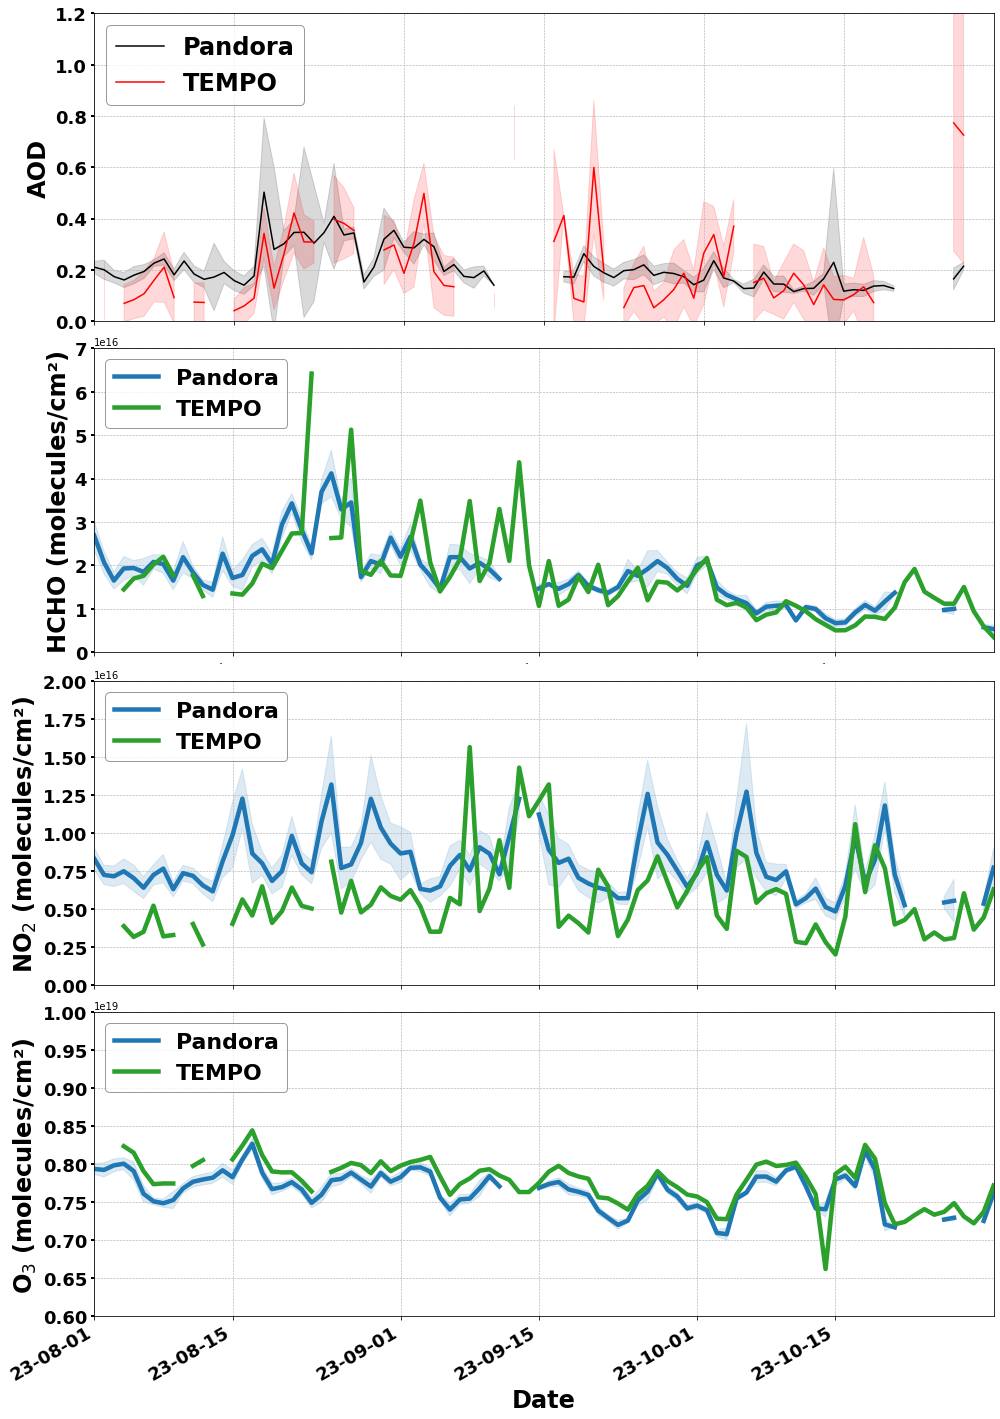 1.2
1.0
0.8
0.6
0.4
0.2
0.0
AOD
Pandora
TEMPO
1e16
7
6
5
4
3
2
1
0
HCHO (molecules/cm²)
Pandora
TEMPO
1e16
2.00
1.75
1.50
1.25
1.00
0.75
0.50
0.25
0.00
NO₂ (molecules/cm²)
Pandora
TEMPO
1e19
1.00
0.95
0.90
0.85
0.80
0.75
0.70
0.65
0.60
O₃ (molecules/cm²)
Pandora
TEMPO
23-08-01
23-08-15
23-09-01
23-09-15
23-10-01
23-10-15
Date